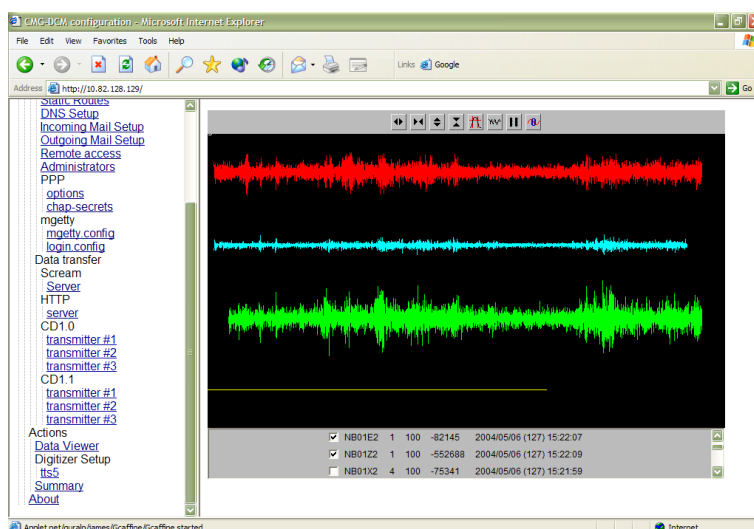 CMG-DCM configuration - Microsoft Internet Explorer
File Edit View Favorites Tools Help
Links Google
Address http://10.82.128.129/ Go
Static Routes
DNS Setup
Incoming Mail Setup
Outgoing Mail Setup
Remote access
Administrators
PPP
options
chap-secrets
mgetty
mgetty.config
login.config
Data transfer
Scream
Server
HTTP
server
CD1.0
transmitter #1
transmitter #2
transmitter #3
CD1.1
transmitter #1
transmitter #2
transmitter #3
Actions
Data Viewer
Digitizer Setup
tts5
Summary
About
NB01E2 1 100 -82145 2004/05/06 (127) 15:22:07
NB01Z2 1 100 -552688 2004/05/06 (127) 15:22:09
NB01X2 4 100 -75341 2004/05/06 (127) 15:21:59
Applet net/guralp/james/Gcaffine/Gcaffine started Internet